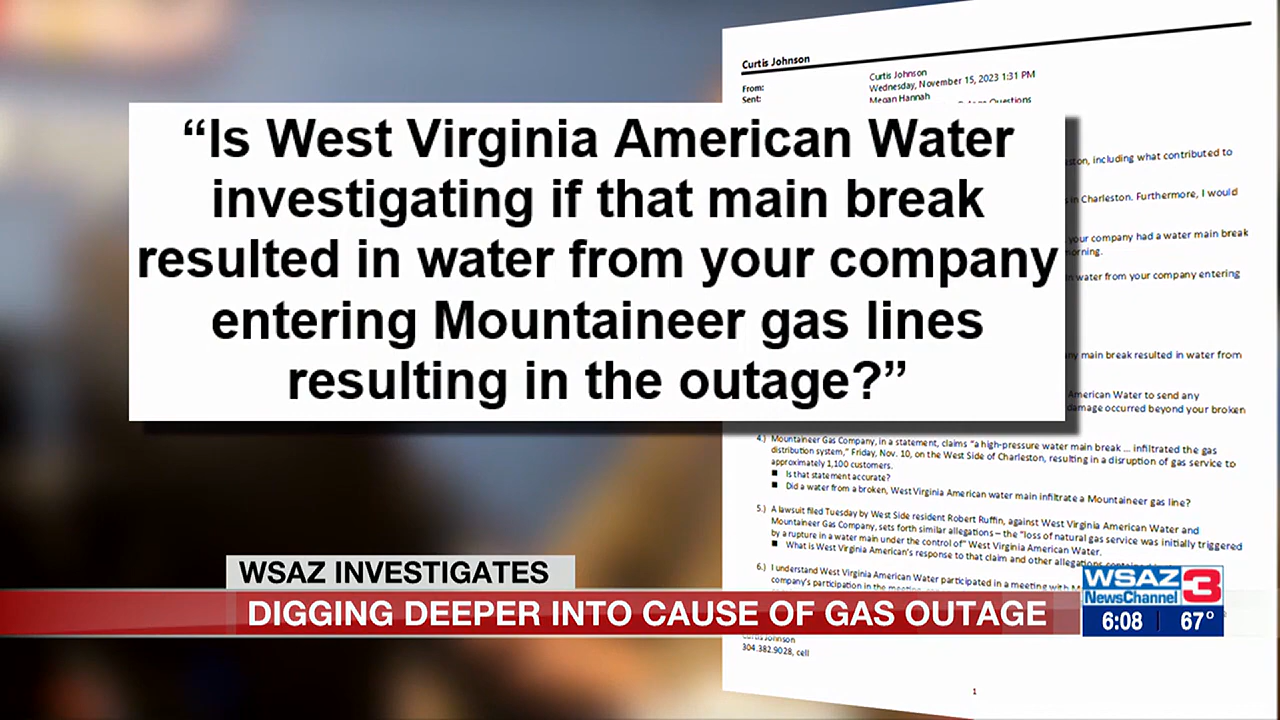 Curtis Johnson
From:
Curtis Johnson
Sent:
Wednesday, November 15, 2023 1:31 PM
Megan Hannah
Questions
“Is West Virginia American Water
investigating if that main break
resulted in water from your company
entering Mountaineer gas lines
resulting in the outage?”
including what contributed to
in Charleston. Furthermore, I would
your company had a water main break
water from your company entering
main break resulted in water from
American Water to send any
damage occurred beyond your broken
4.) Mountaineer Gas Company, in a statement, claims “a high-pressure water main break ... infiltrated the gas
distribution system,” Friday, Nov. 10, on the West Side of Charleston, resulting in a disruption of gas service to
approximately 1,100 customers.
■ Is that statement accurate?
■ Did a water from a broken, West Virginia American water main infiltrate a Mountaineer gas line?
5.) A lawsuit filed Tuesday by West Side resident Robert Ruffin, against West Virginia American Water and
Mountaineer Gas Company, sets forth similar allegations – the “loss of natural gas service was initially triggered
by a rupture in a water main under the control of” West Virginia American Water.
■ What is West Virginia American's response to that claim and other allegations
6.) I understand West Virginia American Water participated in a meeting with
company's participation in the
WSAZ INVESTIGATES
DIGGING DEEPER INTO CAUSE OF GAS OUTAGE
WSAZ 3
NewsChannel
6:08 67°
Curtis Johnson
304.382.9028, cell
1